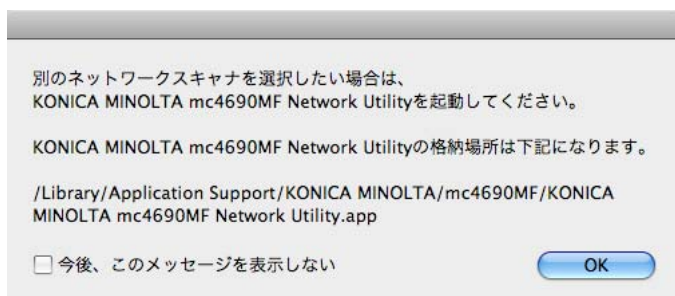 別のネットワークスキャナを選択したい場合は、
KONICA MINOLTA mc4690MF Network Utilityを起動してください。
KONICA MINOLTA mc4690MF Network Utilityの格納場所は下記になります。
/Library/Application Support/KONICA MINOLTA/mc4690MF/KONICA
MINOLTA mc4690MF Network Utility.app
今後、このメッセージを表示しない
OK